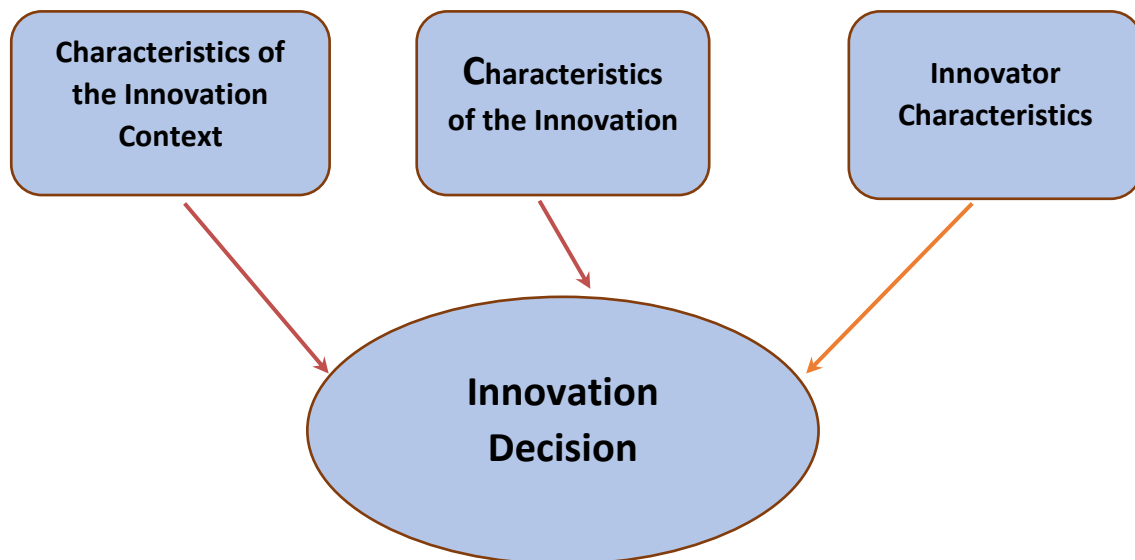 Characteristics of
the Innovation
Context
Characteristics
of the Innovation
Innovator
Characteristics
Innovation
Decision